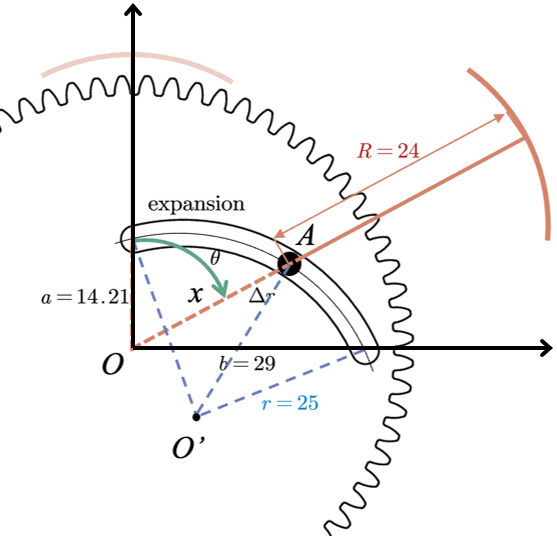 R = 24
expansion
A
θ
a = 14.21
x
Δr
O
b = 29
r = 25
O’